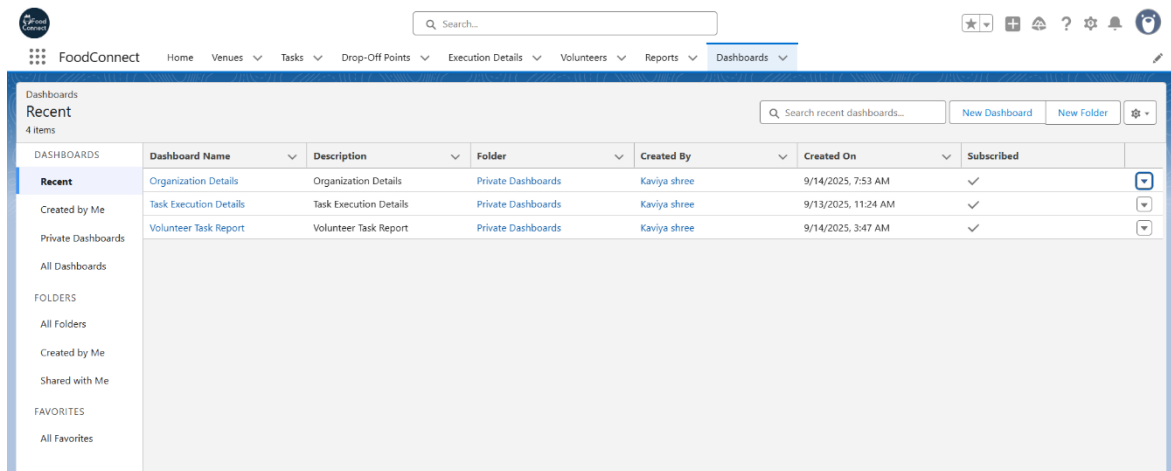 Food
Connect
Search...
FoodConnect Home Venues Tasks Drop-Off Points Execution Details Volunteers Reports Dashboards
Dashboards
Recent
4 items
Search recent dashboards... New Dashboard New Folder
DASHBOARDS Dashboard Name Description Folder Created By Created On Subscribed
Recent Organization Details Organization Details Private Dashboards Kaviya shree 9/14/2025, 7:53 AM
Task Execution Details Task Execution Details Private Dashboards Kaviya shree 9/13/2025, 11:24 AM
Created by Me
Volunteer Task Report Volunteer Task Report Private Dashboards Kaviya shree 9/14/2025, 3:47 AM
Private Dashboards
All Dashboards
FOLDERS
All Folders
Created by Me
Shared with Me
FAVORITES
All Favorites